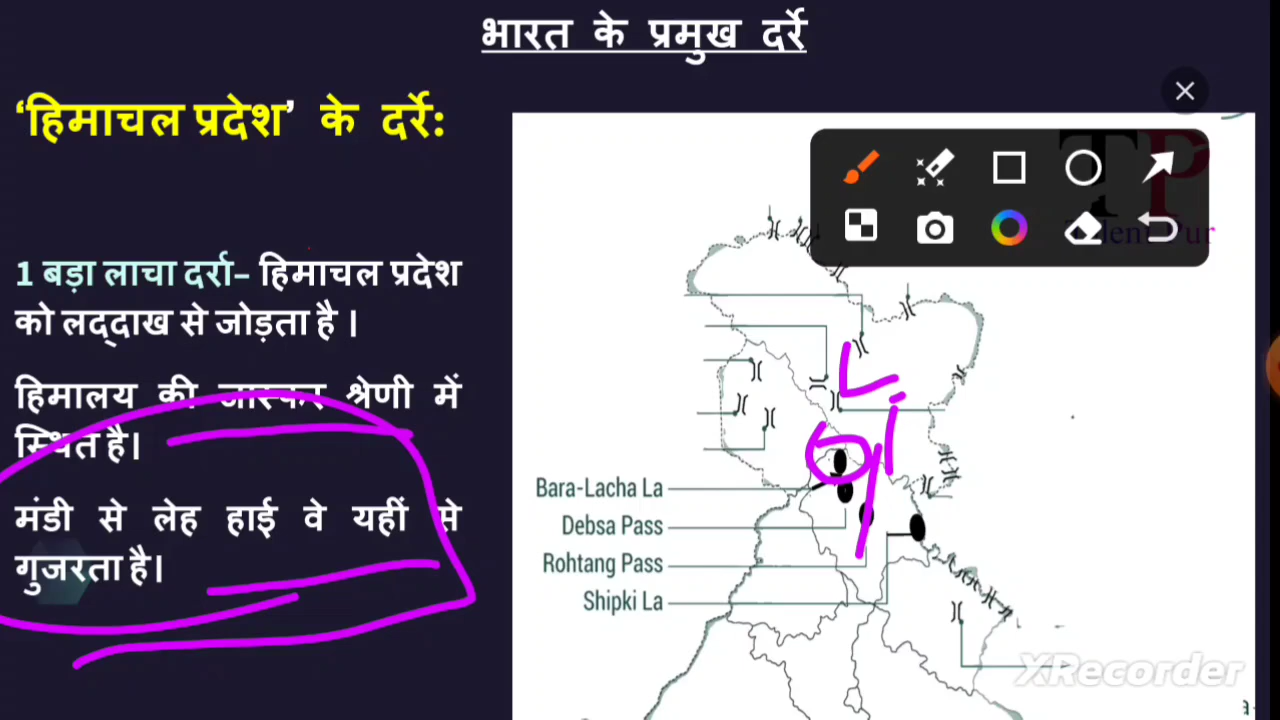 भारत के प्रमुख दर्रे
‘हिमाचल प्रदेश’ के दर्रे:
1 बड़ा लाचा दर्रा– हिमाचल प्रदेश
को लद्दाख से जोड़ता है ।
हिमालय की जास्कर श्रेणी में
स्थित है।
मंडी से लेह हाई वे यहीं से
गुजरता है।
Bara-Lacha La
Debsa Pass
Rohtang Pass
Shipki La
XRecorder